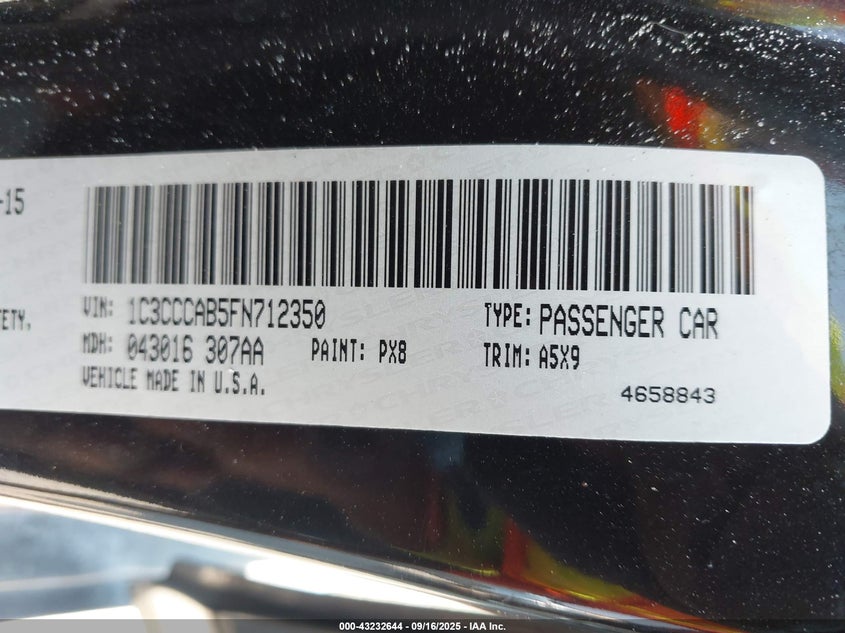 -15
ETY.
VIN: 1C3CCCAB5FN712350
TYPE: PASSENGER CAR
MDH: 043016 307AA
PAINT: PX8
TRIM: A5X9
VEHICLE MADE IN U.S.A.
4658843
000-43232644 - 09/16/2025 - IAA Inc.